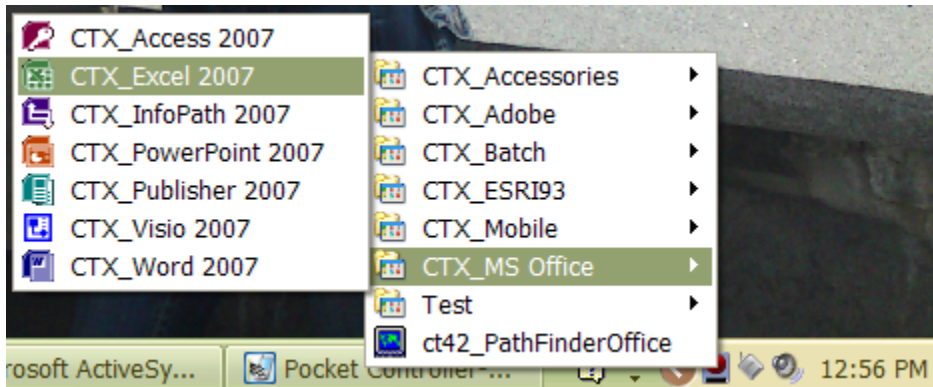 CTX_Access 2007
CTX_Excel 2007
CTX_InfoPath 2007
CTX_PowerPoint 2007
CTX_Publisher 2007
CTX_Visio 2007
CTX_Word 2007
CTX_Accessories
CTX_Adobe
CTX_Batch
CTX_ESRI93
CTX_Mobile
CTX_MS Office
Test
ct42_PathFinderOffice
rosoft ActiveSy...
Pocket Controller-...
12:56 PM